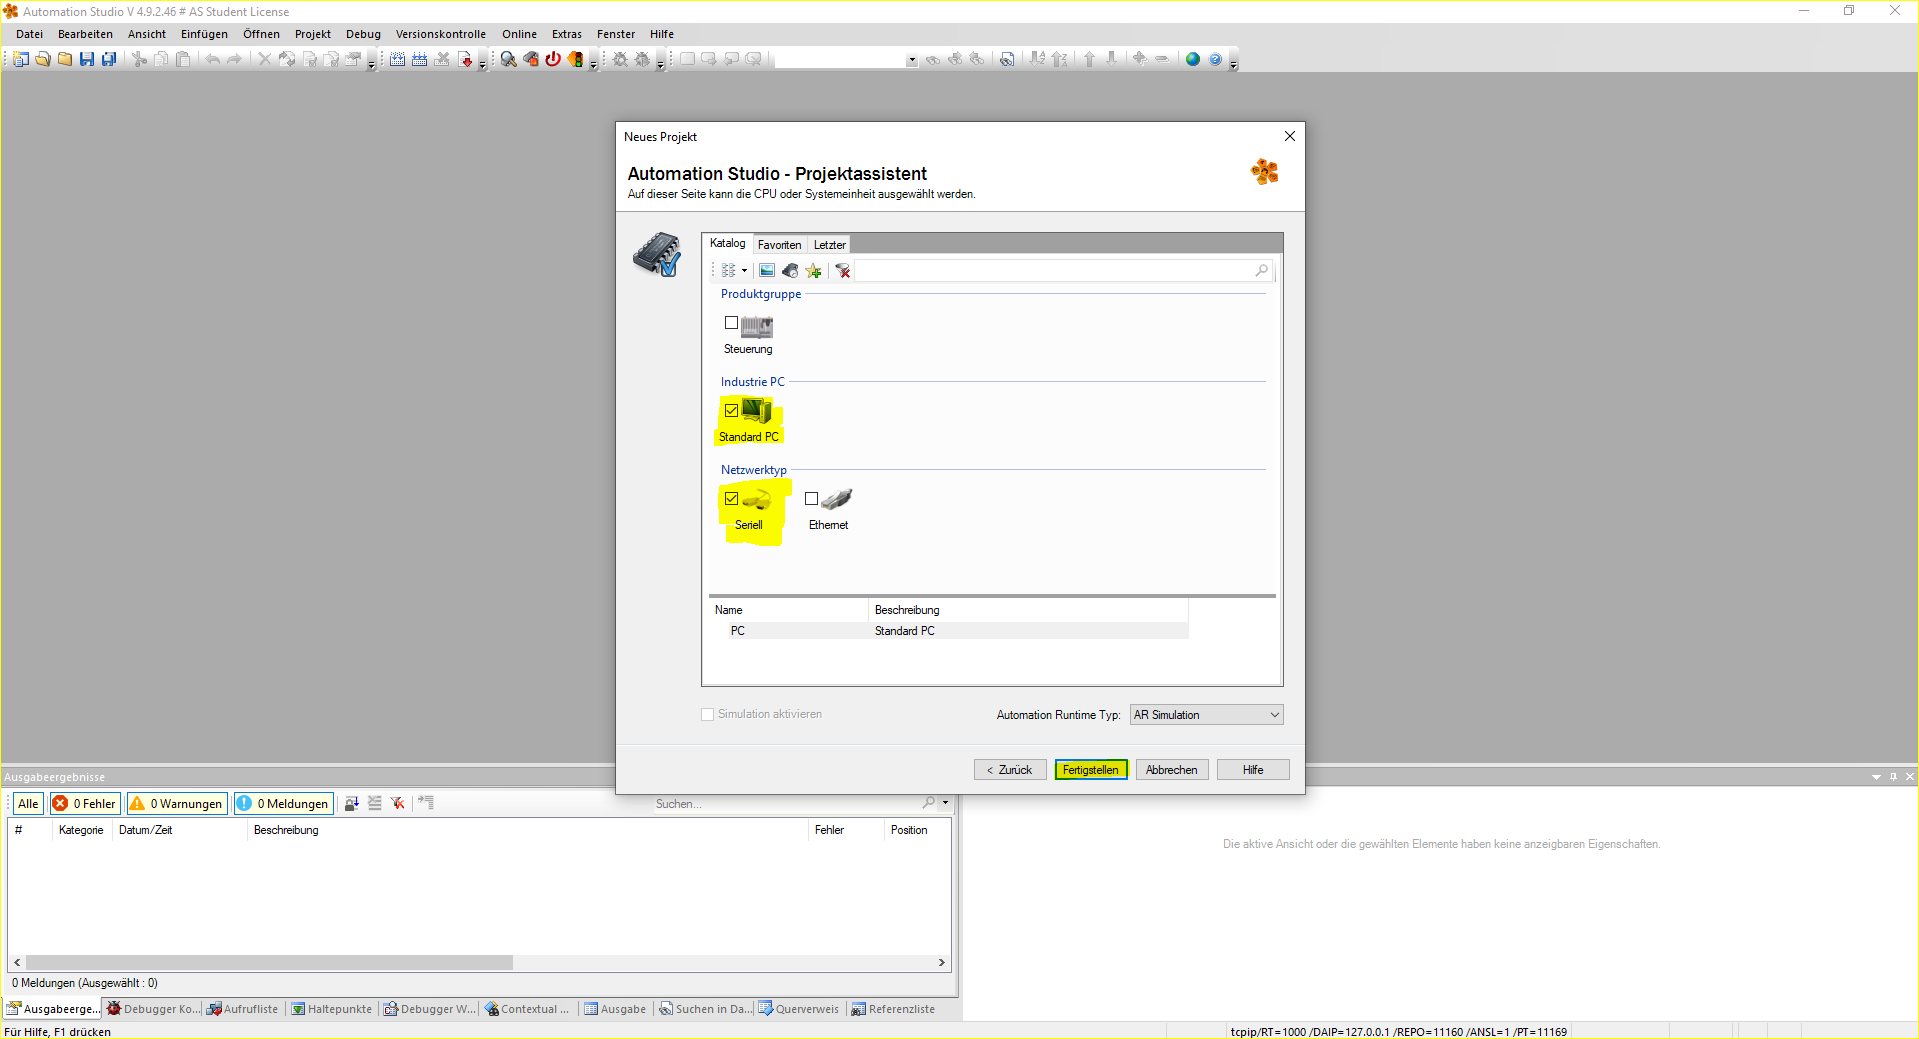 Automation Studio V 4.9.2.46 # AS Student License
Datei Bearbeiten Ansicht Einfügen Öffnen Projekt Debug Versionskontrolle Online Extras Fenster Hilfe
Neues Projekt
Automation Studio - Projektassistent
Auf dieser Seite kann die CPU oder Systemeinheit ausgewählt werden.
Katalog Favoriten Letzter
Produktgruppe
Steuerung
Industrie PC
Standard PC
Netzwerktyp
Seriell Ethernet
Name Beschreibung
PC Standard PC
Simulation aktivieren Automation Runtime Typ: AR Simulation
< Zurück Fertigstellen Abbrechen Hilfe
Ausgabeergebnisse
Alle 0 Fehler 0 Warnungen 0 Meldungen Suchen...
# Kategorie Datum/Zeit Beschreibung Fehler Position
Die aktive Ansicht oder die gewählten Elemente haben keine anzeigbaren Eigenschaften.
0 Meldungen (Ausgewählt : 0)
Ausgabeerge... Debugger Ko... Aufrufliste Haltepunkte Debugger W... Contextual ... Ausgabe Suchen in Da... Querverweis Referenzliste
Für Hilfe, F1 drücken tcpip/RT=1000 /DAIP=127.0.0.1 /REPO=11160 /ANSL=1 /PT=11169